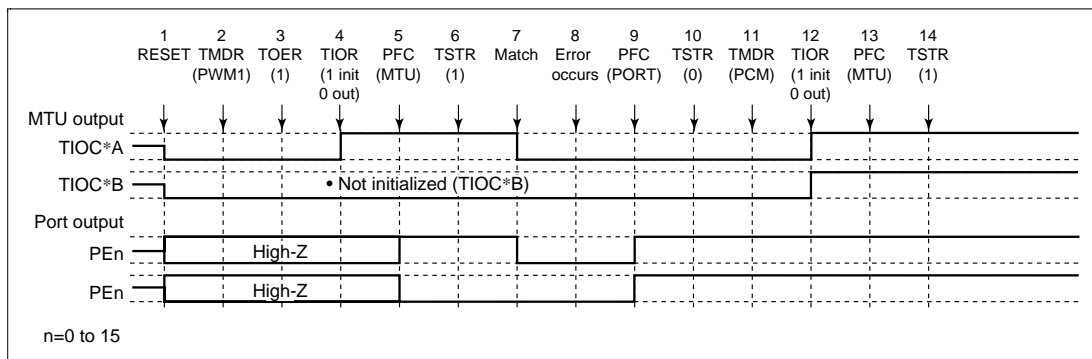 1 2 3 4 5 6 7 8 9 10 11 12 13 14
RESET TMDR TOER TIOR PFC TSTR Match Error PFC TSTR TMDR TIOR PFC TSTR
(PWM1) (1) (1 init (MTU) (1) occurs (PORT) (0) (PCM) (1 init (MTU) (1)
0 out) 0 out)
MTU output
TIOC*A
TIOC*B • Not initialized (TIOC*B)
Port output
PEn High-Z
PEn High-Z
n=0 to 15